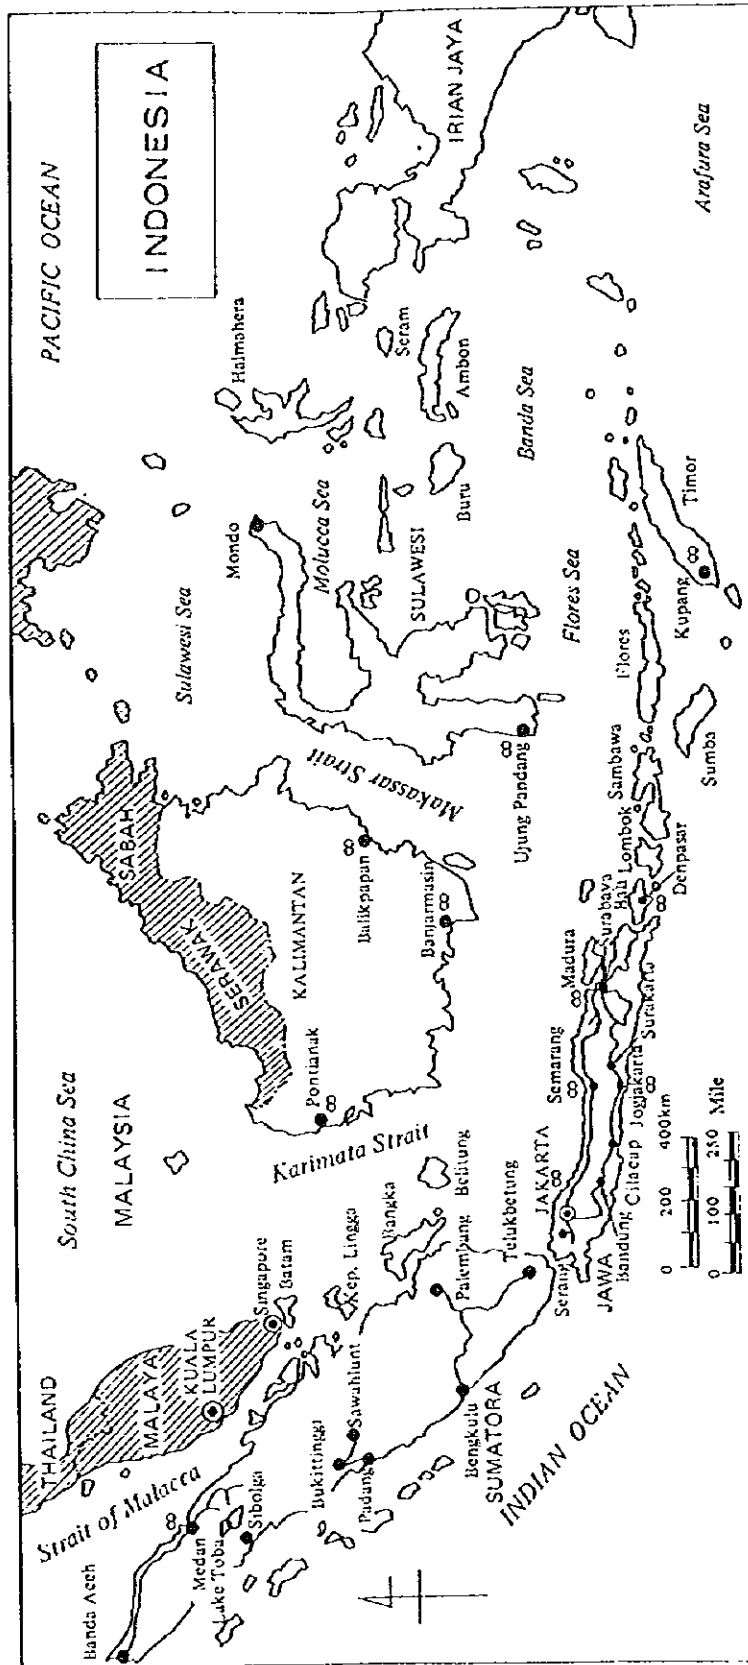 INDONESIA
PACIFIC OCEAN
South China Sea
THAILAND
MALAYA
KUALA
LUMPUR
Singapore
Batam
MALAYSIA
SABAH
SERAWAK
Strait of Malacca
Banda Aceh
Medan
Lake Toba
Sibolga
Bukittingga
Sawahlunt
Padang
Kep. Lingga
Bangka
Belitung
Palembang
Telukbetung
Bengkulu
SUMATORA
INDIAN OCEAN
Karimata Strait
Pontianak
KALIMANTAN
Balikpapan
Banjarmasin
Makassar Strait
Sulawesi Sea
Mondo
Molucca Sea
SULAWESI
Ujung Pandang
Halmahera
Seram
Ambon
Buru
Banda Sea
Flores Sea
IRIAN JAYA
Arafura Sea
JAKARTA
Serang
JAWA
Bandung
Cilacap
Semarang
Jogjakarta
Surakarta
Madura
Surabaya
Bali
Denpasar
Lombok
Sambawa
Flores
Sumba
Kupang
Timor
0 200 400km
0 100 250 Mile